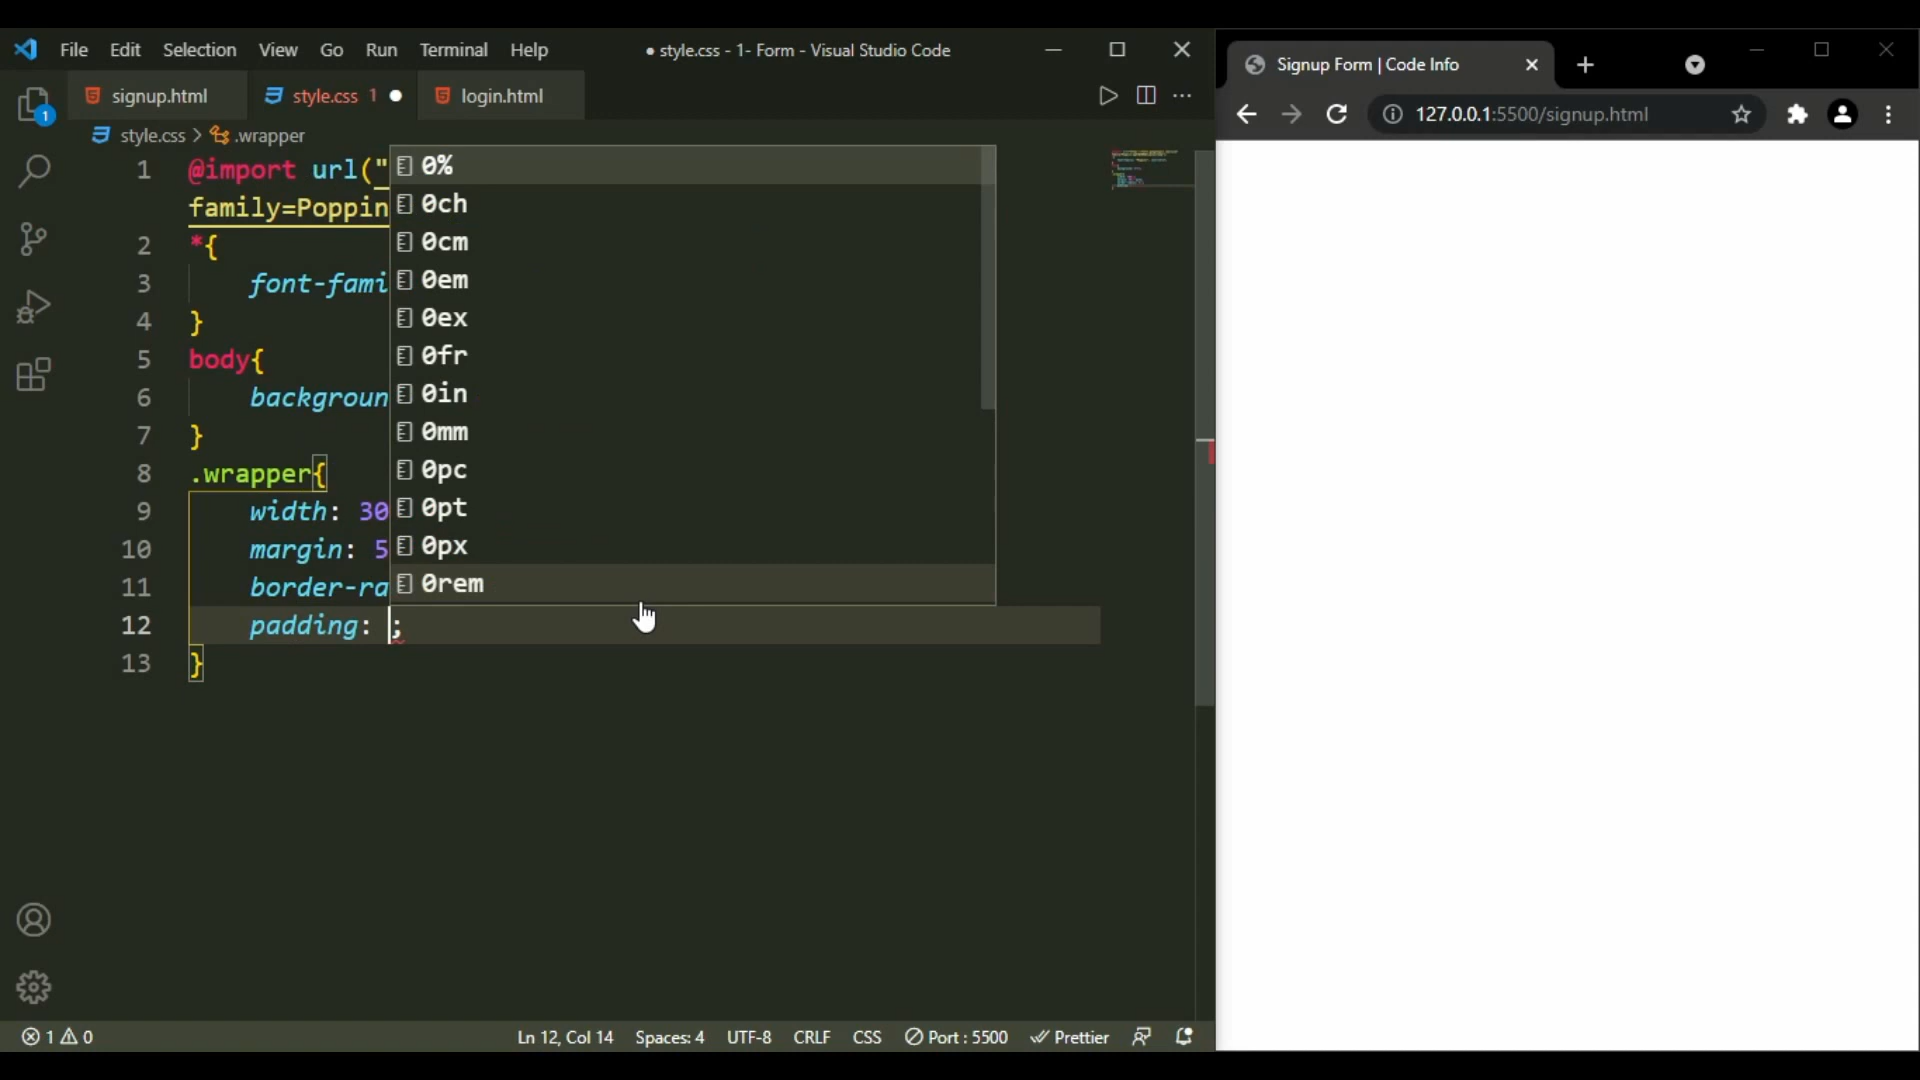 File Edit Selection View Go Run Terminal Help
● style.css - 1- Form - Visual Studio Code
signup.html
style.css 1 ●
login.html
style.css > .wrapper
1 @import url("
family=Poppin
2 *{
3 font-fami
4 }
5 body{
6 backgroun
7 }
8 .wrapper{
9 width: 30
10 margin: 5
11 border-ra
12 padding: ;
13 }
0%
0ch
0cm
0em
0ex
0fr
0in
0mm
0pc
0pt
0px
0rem
1
1 0
Ln 12, Col 14 Spaces: 4 UTF-8 CRLF CSS Port : 5500 Prettier
Signup Form | Code Info
127.0.0.1:5500/signup.html